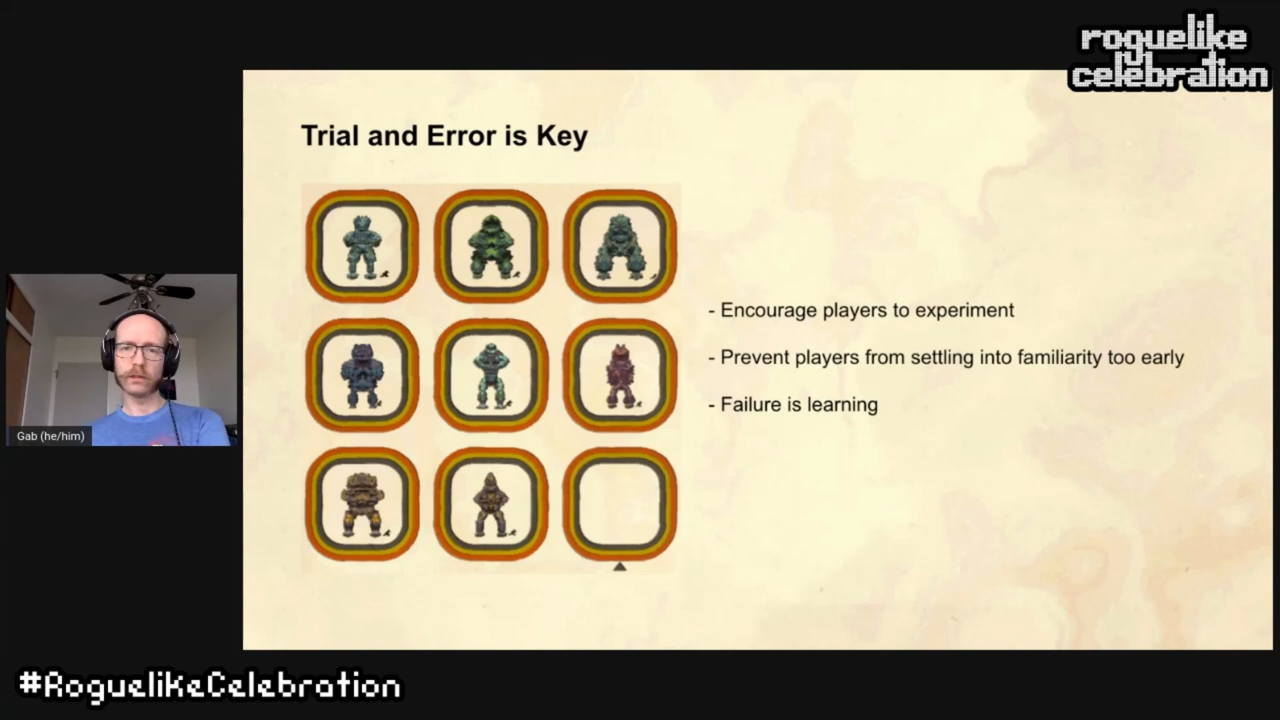 roguelike
celebration
Trial and Error is Key
- Encourage players to experiment
- Prevent players from settling into familiarity too early
- Failure is learning
Gab (he/him)
#RoguelikeCelebration